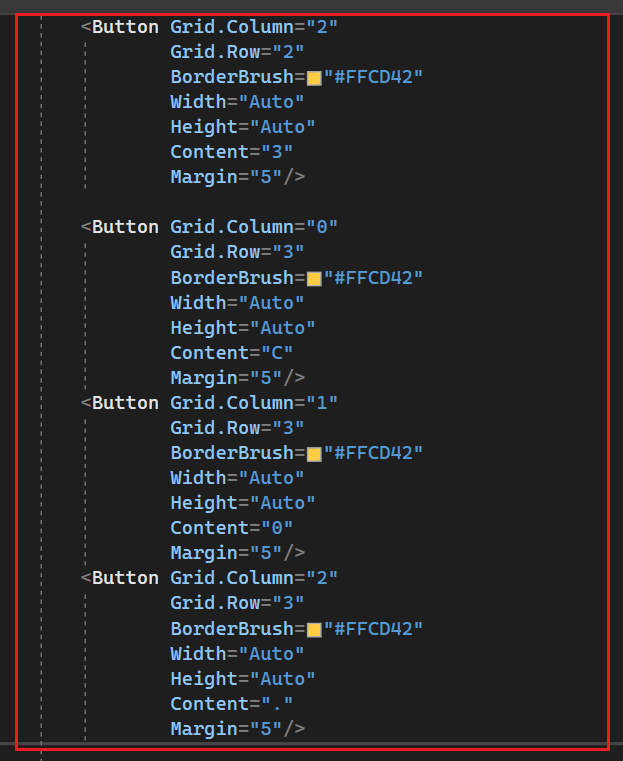 <Button Grid.Column="2"
Grid.Row="2"
BorderBrush="#FFCD42"
Width="Auto"
Height="Auto"
Content="3"
Margin="5"/>
<Button Grid.Column="0"
Grid.Row="3"
BorderBrush="#FFCD42"
Width="Auto"
Height="Auto"
Content="C"
Margin="5"/>
<Button Grid.Column="1"
Grid.Row="3"
BorderBrush="#FFCD42"
Width="Auto"
Height="Auto"
Content="0"
Margin="5"/>
<Button Grid.Column="2"
Grid.Row="3"
BorderBrush="#FFCD42"
Width="Auto"
Height="Auto"
Content="."
Margin="5"/>